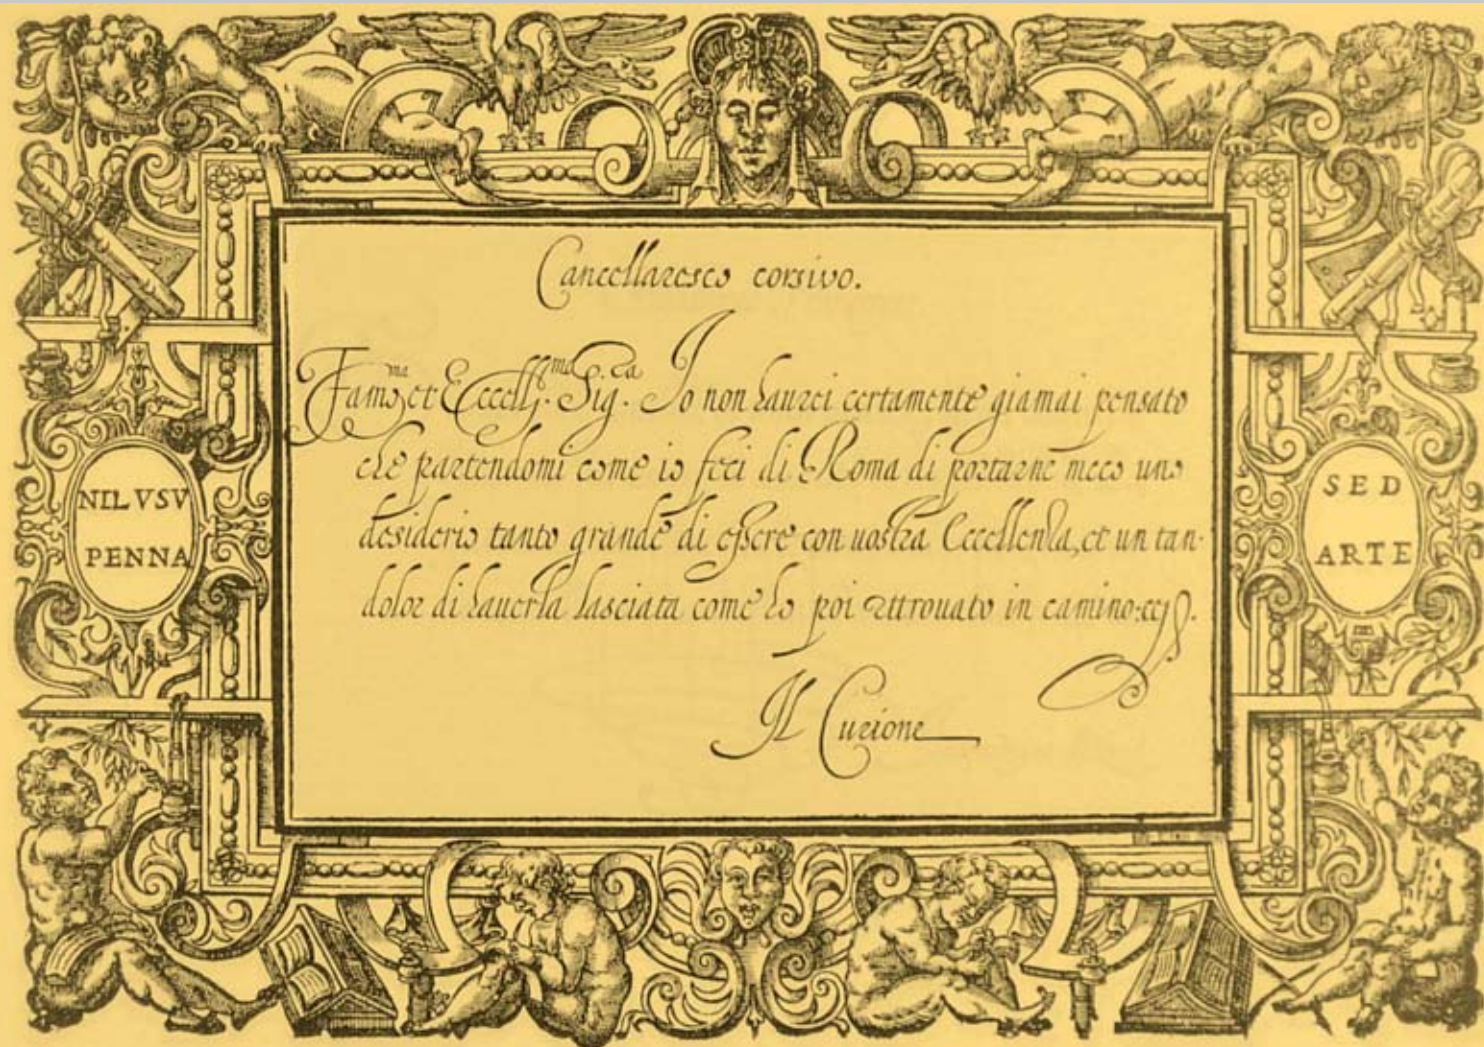 Cancellaresco corsivo.
et Eccell.ma Sig.ra Io non haurei certamente giamai pensato
che partendomi come io feci di Roma di portarne meco uno
desiderio tanto grande di essere con uostra Eccellenza, et un tan-
dolor di hauerla lasciata come ho poi ritrouato in camino:
Il Curione
NIL VSV
PENNA
SED
ARTE